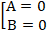 A = 0
B = 0